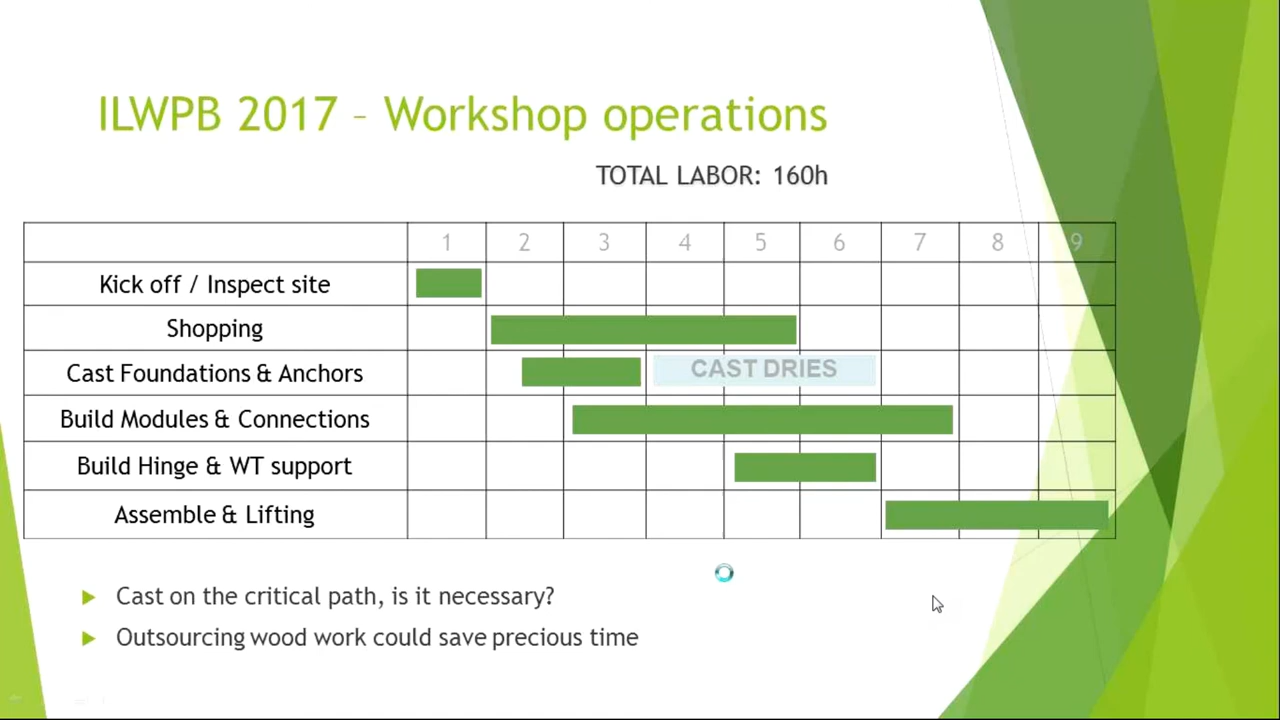 ILWPB 2017 – Workshop operations
TOTAL LABOR: 160h
1 2 3 4 5 6 7 8 9
Kick off / Inspect site
Shopping
Cast Foundations & Anchors CAST DRIES
Build Modules & Connections
Build Hinge & WT support
Assemble & Lifting
Cast on the critical path, is it necessary?
Outsourcing wood work could save precious time